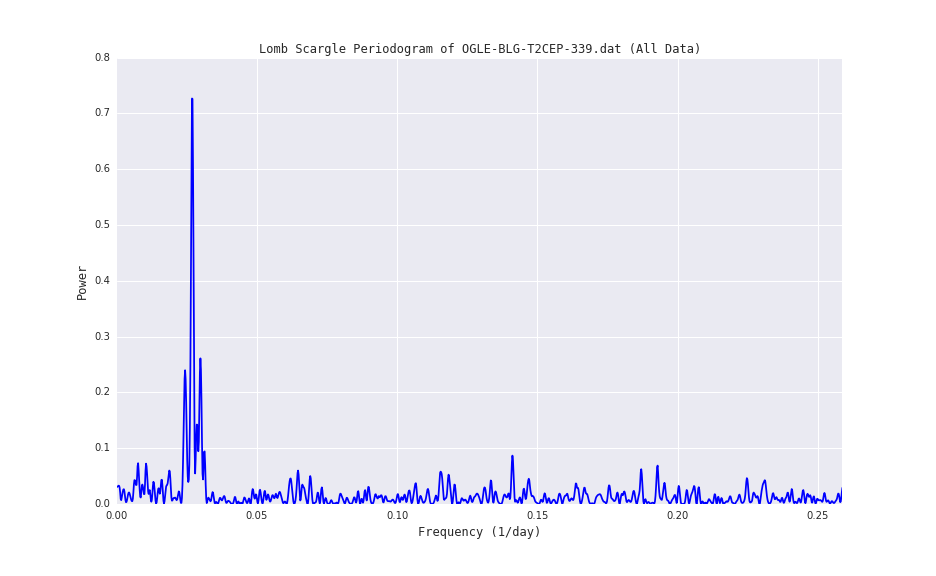 Lomb Scargle Periodogram of OGLE-BLG-T2CEP-339.dat (All Data)
0.8
0.7
0.6
0.5
0.4
0.3
0.2
0.1
0.0
Power
0.00 0.05 0.10 0.15 0.20 0.25
Frequency (1/day)